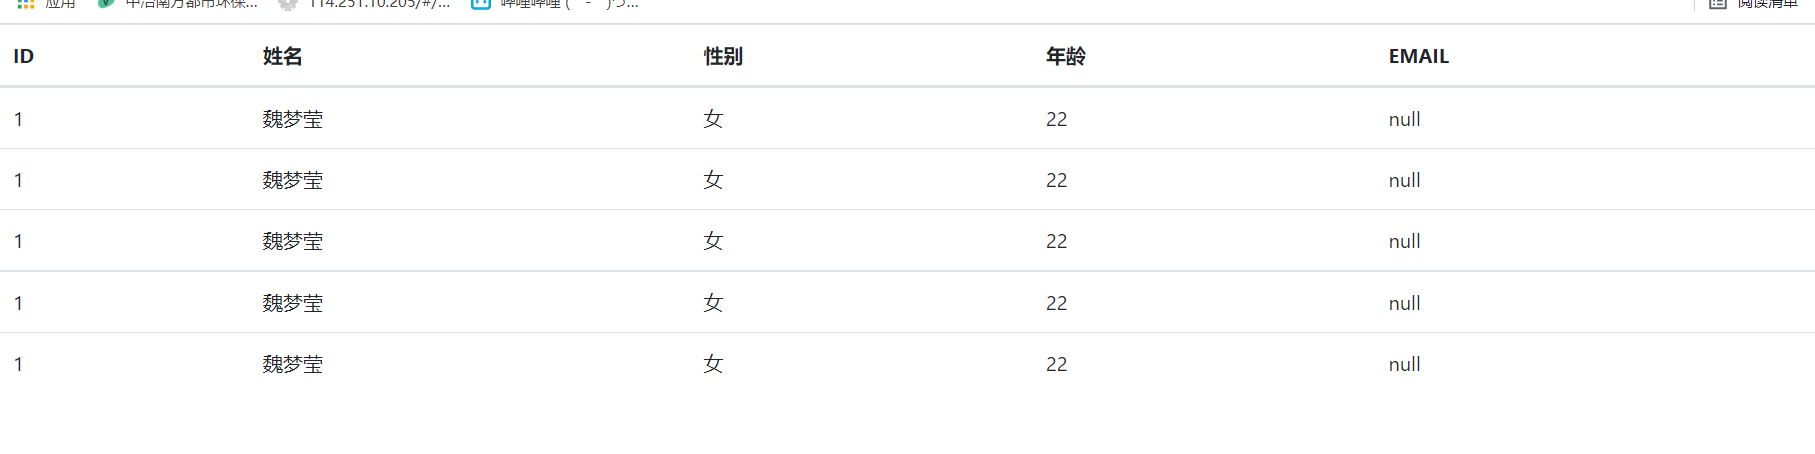 应用 中冶南方都市环保... 114.251.10.205/#/... 哔哩哔哩 (゜-゜)つ... 阅读清单
ID 姓名 性别 年龄 EMAIL
1 魏梦莹 女 22 null
1 魏梦莹 女 22 null
1 魏梦莹 女 22 null
1 魏梦莹 女 22 null
1 魏梦莹 女 22 null